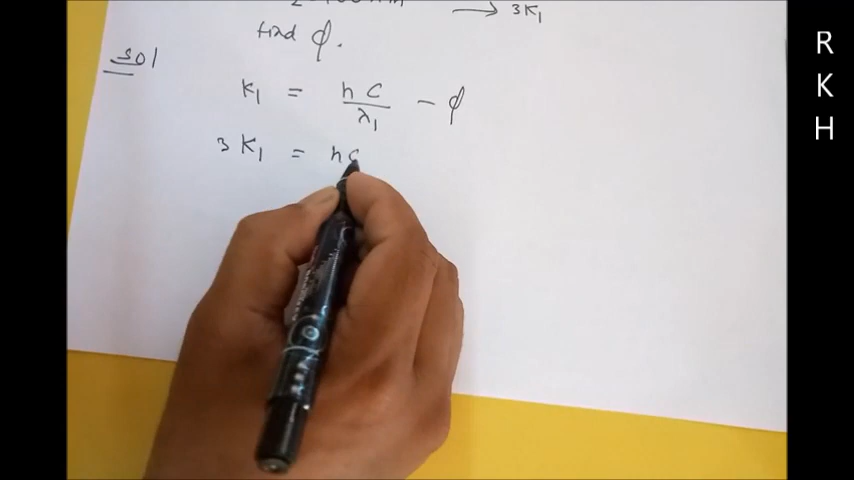 → 3K₁
find ϕ.
Sol
K₁ = hc/λ₁ − ϕ
3K₁ = hc
R
K
H